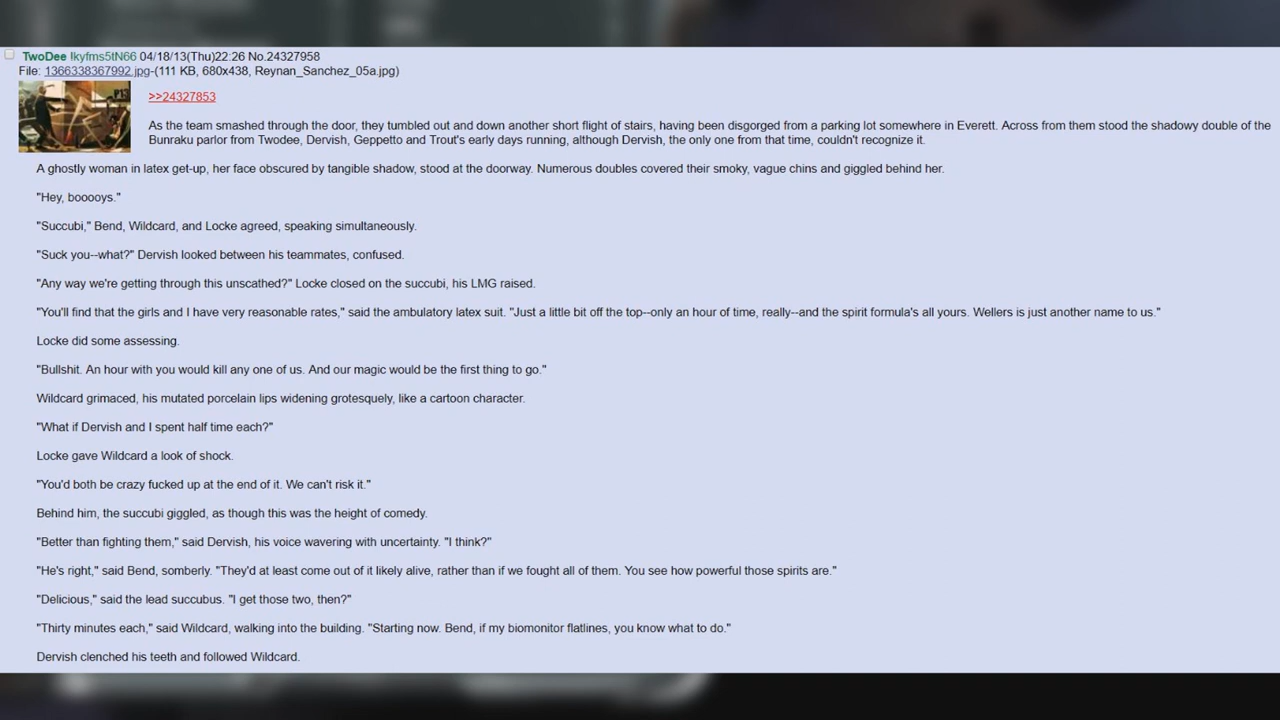 TwoDee !kyfms5tN66 04/18/13(Thu)22:26 No.24327958
File: 1366338367992.jpg-(111 KB, 680x438, Reynan_Sanchez_05a.jpg)
>>24327853
As the team smashed through the door, they tumbled out and down another short flight of stairs, having been disgorged from a parking lot somewhere in Everett. Across from them stood the shadowy double of the
Bunraku parlor from Twodee, Dervish, Geppetto and Trout's early days running, although Dervish, the only one from that time, couldn't recognize it.
A ghostly woman in latex get-up, her face obscured by tangible shadow, stood at the doorway. Numerous doubles covered their smoky, vague chins and giggled behind her.
"Hey, booooys."
"Succubi," Bend, Wildcard, and Locke agreed, speaking simultaneously.
"Suck you--what?" Dervish looked between his teammates, confused.
"Any way we're getting through this unscathed?" Locke closed on the succubi, his LMG raised.
"You'll find that the girls and I have very reasonable rates," said the ambulatory latex suit. "Just a little bit off the top--only an hour of time, really--and the spirit formula's all yours. Wellers is just another name to us."
Locke did some assessing.
"Bullshit. An hour with you would kill any one of us. And our magic would be the first thing to go."
Wildcard grimaced, his mutated porcelain lips widening grotesquely, like a cartoon character.
"What if Dervish and I spent half time each?"
Locke gave Wildcard a look of shock.
"You'd both be crazy fucked up at the end of it. We can't risk it."
Behind him, the succubi giggled, as though this was the height of comedy.
"Better than fighting them," said Dervish, his voice wavering with uncertainty. "I think?"
"He's right," said Bend, somberly. "They'd at least come out of it likely alive, rather than if we fought all of them. You see how powerful those spirits are."
"Delicious," said the lead succubus. "I get those two, then?"
"Thirty minutes each," said Wildcard, walking into the building. "Starting now. Bend, if my biomonitor flatlines, you know what to do."
Dervish clenched his teeth and followed Wildcard.